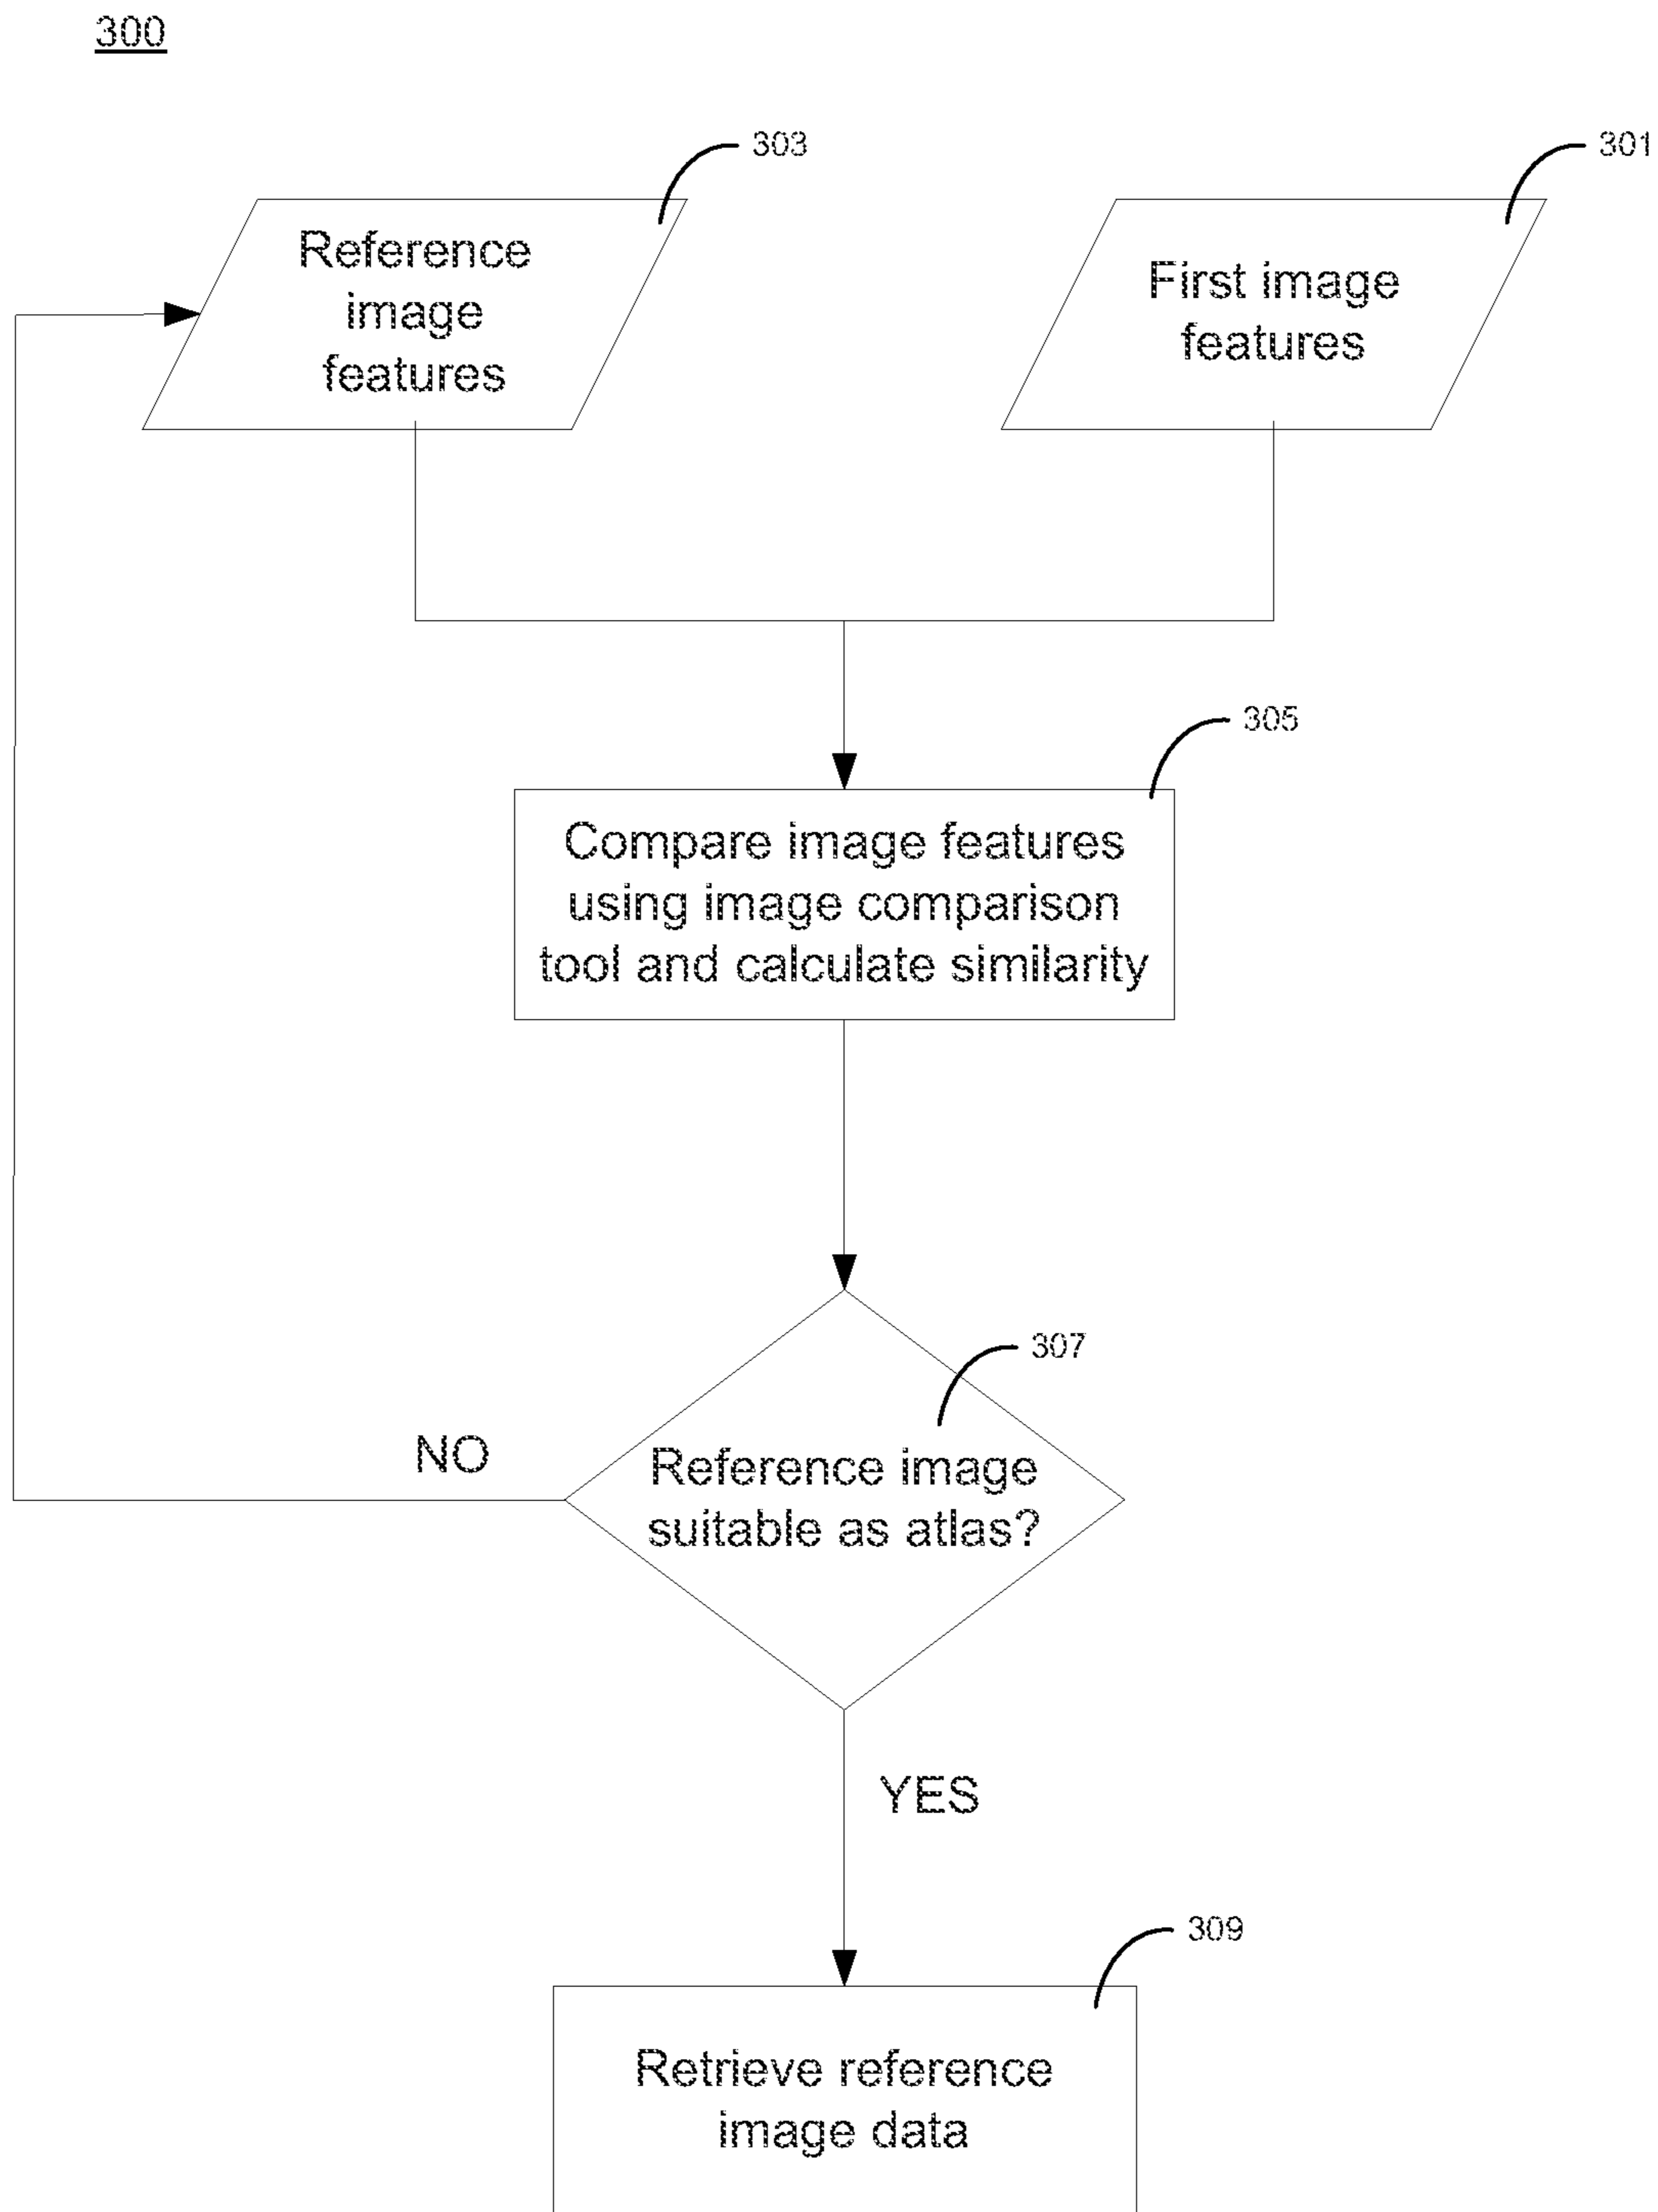 300
303
301
Reference
image
features
First image
features
305
Compare image features
using image comparison
tool and calculate similarity
307
NO
Reference image
suitable as atlas?
YES
309
Retrieve reference
image data